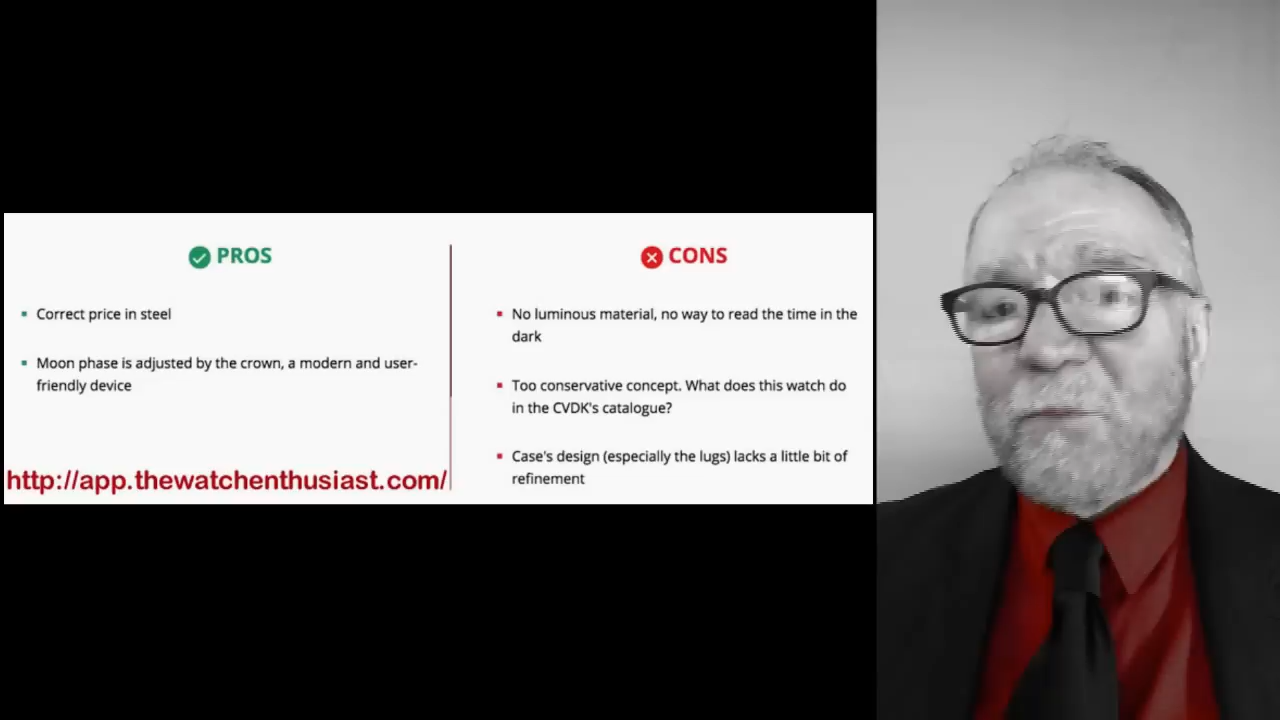 PROS
Correct price in steel
Moon phase is adjusted by the crown, a modern and user-
friendly device
http://app.thewatchenthusiast.com/
CONS
No luminous material, no way to read the time in the
dark
Too conservative concept. What does this watch do
in the CVDK's catalogue?
Case's design (especially the lugs) lacks a little bit of
refinement